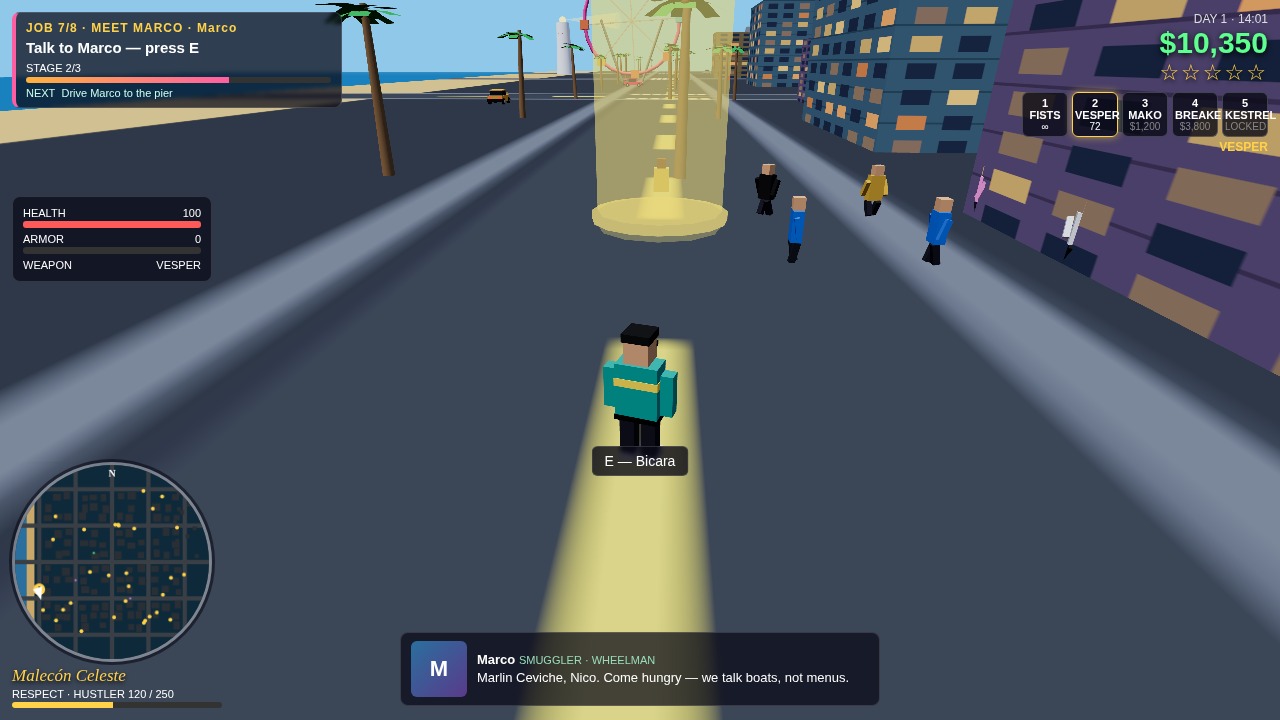 JOB 7/8 · MEET MARCO · Marco
Talk to Marco — press E
STAGE 2/3
NEXT Drive Marco to the pier
DAY 1 · 14:01
$10,350
☆☆☆☆☆
1 FISTS ∞
2 VESPER 72
3 MAKO $1,200
4 BREAKE $3,800
5 KESTREL LOCKED
VESPER
HEALTH 100
ARMOR 0
WEAPON VESPER
E — Bicara
N
Malecón Celeste
RESPECT · HUSTLER 120 / 250
M
Marco SMUGGLER · WHEELMAN
Marlin Ceviche, Nico. Come hungry — we talk boats, not menus.